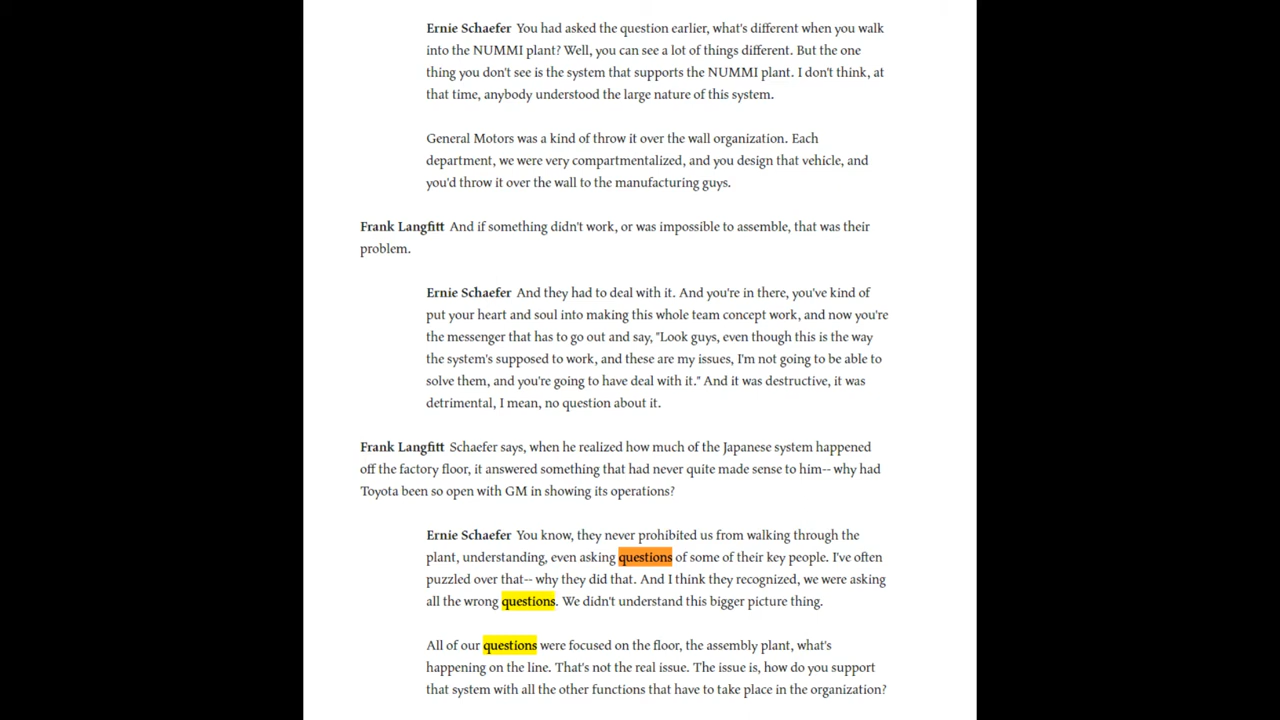 Ernie Schaefer You had asked the question earlier, what's different when you walk
into the NUMMI plant? Well, you can see a lot of things different. But the one
thing you don't see is the system that supports the NUMMI plant. I don't think, at
that time, anybody understood the large nature of this system.
General Motors was a kind of throw it over the wall organization. Each
department, we were very compartmentalized, and you design that vehicle, and
you'd throw it over the wall to the manufacturing guys.
Frank Langfitt And if something didn't work, or was impossible to assemble, that was their
problem.
Ernie Schaefer And they had to deal with it. And you're in there, you've kind of
put your heart and soul into making this whole team concept work, and now you're
the messenger that has to go out and say, "Look guys, even though this is the way
the system's supposed to work, and these are my issues, I'm not going to be able to
solve them, and you're going to have deal with it." And it was destructive, it was
detrimental, I mean, no question about it.
Frank Langfitt Schaefer says, when he realized how much of the Japanese system happened
off the factory floor, it answered something that had never quite made sense to him-- why had
Toyota been so open with GM in showing its operations?
Ernie Schaefer You know, they never prohibited us from walking through the
plant, understanding, even asking questions of some of their key people. I've often
puzzled over that-- why they did that. And I think they recognized, we were asking
all the wrong questions. We didn't understand this bigger picture thing.
All of our questions were focused on the floor, the assembly plant, what's
happening on the line. That's not the real issue. The issue is, how do you support
that system with all the other functions that have to take place in the organization?